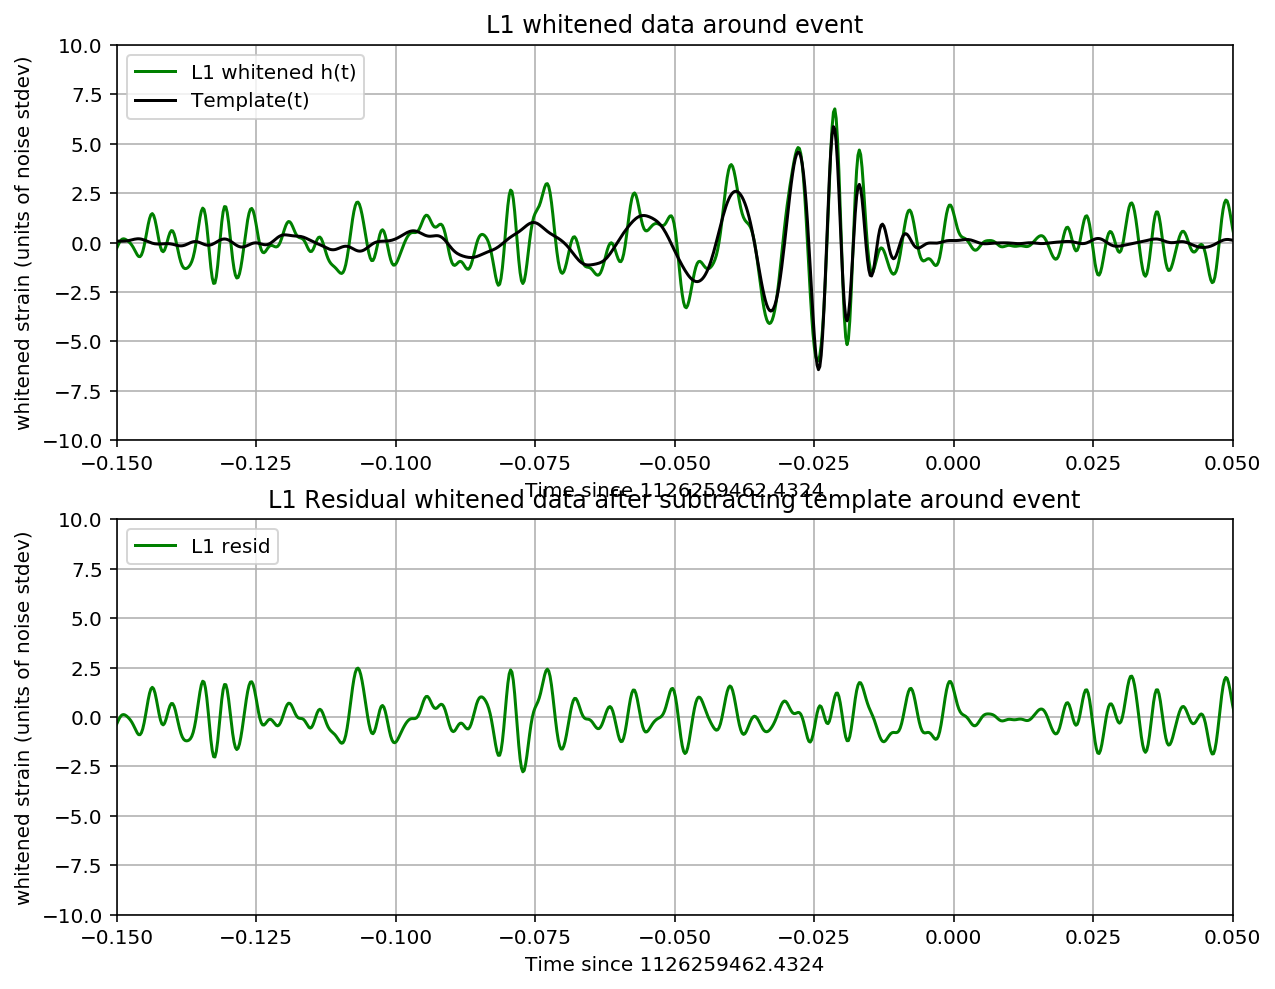 L1 whitened data around event
10.0
7.5
5.0
2.5
0.0
−2.5
−5.0
−7.5
−10.0
whitened strain (units of noise stdev)
L1 whitened h(t)
Template(t)
−0.150 −0.125 −0.100 −0.075 −0.050 −0.025 0.000 0.025 0.050
Time since 1126259462.4324
L1 Residual whitened data after subtracting template around event
10.0
7.5
5.0
2.5
0.0
−2.5
−5.0
−7.5
−10.0
whitened strain (units of noise stdev)
L1 resid
−0.150 −0.125 −0.100 −0.075 −0.050 −0.025 0.000 0.025 0.050
Time since 1126259462.4324